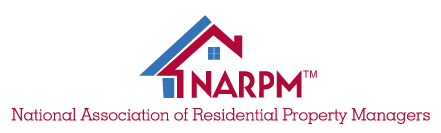 NARPM™
National Association of Residential Property Managers